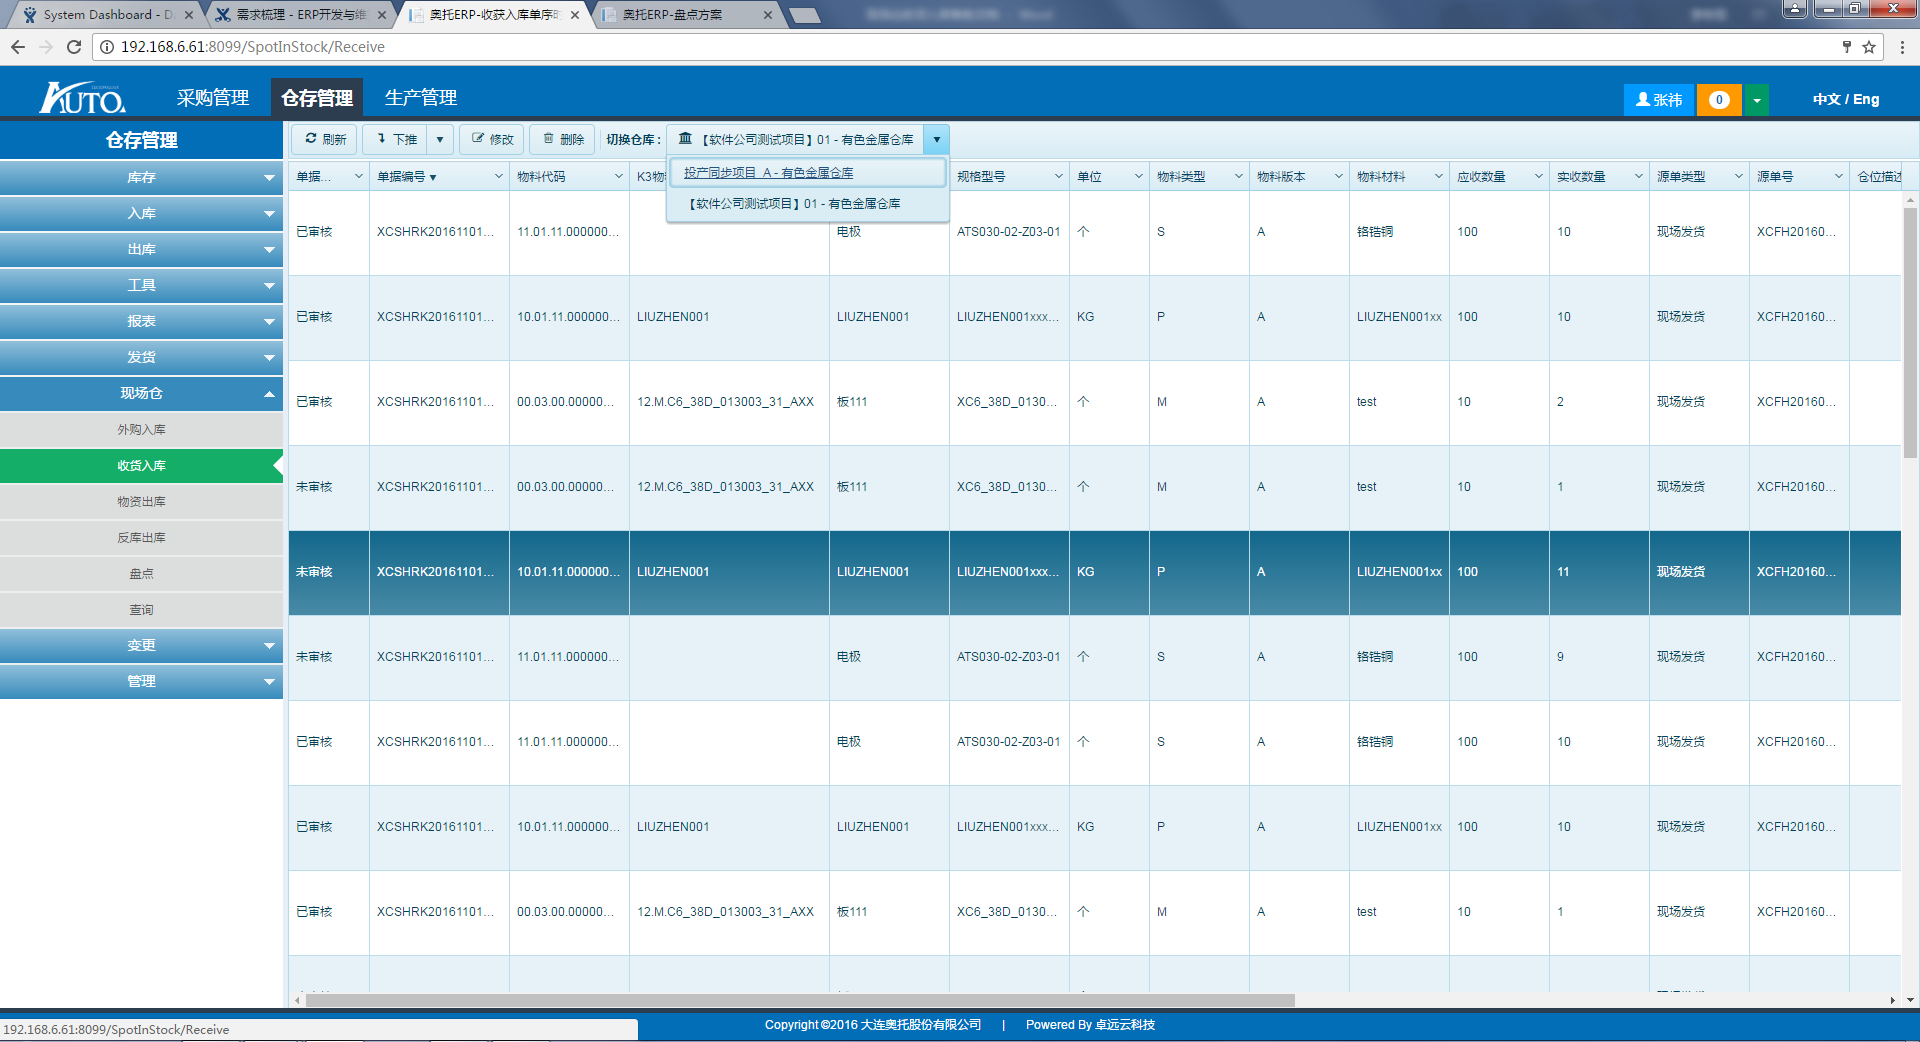 System Dashboard - D
需求梳理 - ERP开发与维
奥托ERP-收获入库单序时
奥托ERP-盘点方案
192.168.6.61:8099/SpotInStock/Receive
AUTO.
采购管理
仓存管理
生产管理
张祎
0
中文 / Eng
仓存管理
刷新
下推
修改
删除
切换仓库：
【软件公司测试项目】01 - 有色金属仓库
投产同步项目_A - 有色金属仓库
【软件公司测试项目】01 - 有色金属仓库
库存
入库
出库
工具
报表
发货
现场仓
外购入库
收货入库
物资出库
反库出库
盘点
查询
变更
管理
单据... 单据编号 物料代码 K3物 规格型号 单位 物料类型 物料版本 物料材料 应收数量 实收数量 源单类型 源单号 仓位描述
已审核 XCSHRK20161101... 11.01.11.000000... 电极 ATS030-02-Z03-01 个 S A 铬锆铜 100 10 现场发货 XCFH20160...
已审核 XCSHRK20161101... 10.01.11.000000... LIUZHEN001 LIUZHEN001 LIUZHEN001xxx... KG P A LIUZHEN001xx 100 10 现场发货 XCFH20160...
已审核 XCSHRK20161101... 00.03.00.00000... 12.M.C6_38D_013003_31_AXX 板111 XC6_38D_0130... 个 M A test 10 2 现场发货 XCFH20160...
未审核 XCSHRK20161101... 00.03.00.00000... 12.M.C6_38D_013003_31_AXX 板111 XC6_38D_0130... 个 M A test 10 1 现场发货 XCFH20160...
未审核 XCSHRK20161101... 10.01.11.000000... LIUZHEN001 LIUZHEN001 LIUZHEN001xxx... KG P A LIUZHEN001xx 100 11 现场发货 XCFH20160...
未审核 XCSHRK20161101... 11.01.11.000000... 电极 ATS030-02-Z03-01 个 S A 铬锆铜 100 9 现场发货 XCFH20160...
已审核 XCSHRK20161101... 11.01.11.000000... 电极 ATS030-02-Z03-01 个 S A 铬锆铜 100 10 现场发货 XCFH20160...
已审核 XCSHRK20161101... 10.01.11.000000... LIUZHEN001 LIUZHEN001 LIUZHEN001xxx... KG P A LIUZHEN001xx 100 10 现场发货 XCFH20160...
已审核 XCSHRK20161101... 00.03.00.00000... 12.M.C6_38D_013003_31_AXX 板111 XC6_38D_0130... 个 M A test 10 1 现场发货 XCFH20160...
192.168.6.61:8099/SpotInStock/Receive
Copyright ©2016 大连奥托股份有限公司 | Powered By 卓远云科技